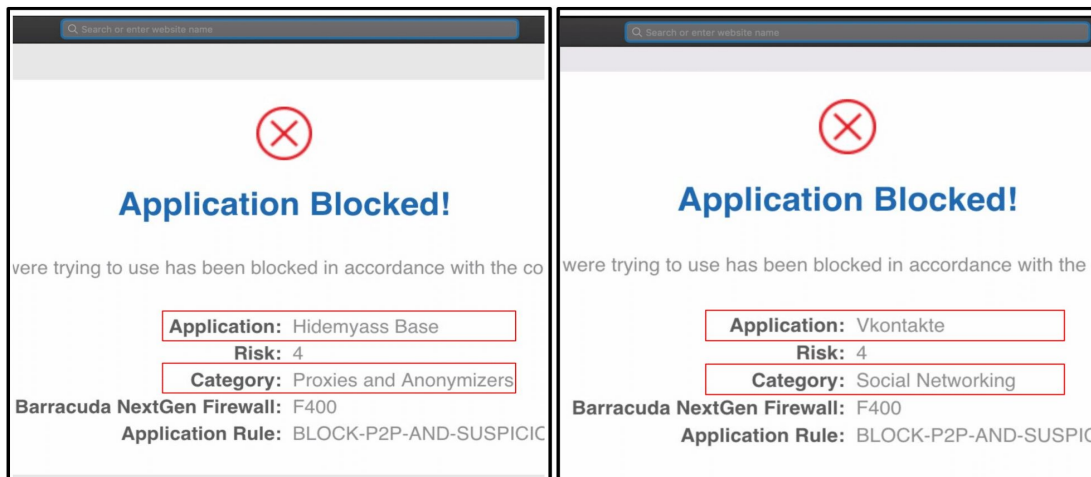 Search or enter website name
Application Blocked!
were trying to use has been blocked in accordance with the co
Application: Hidemyass Base
Risk: 4
Category: Proxies and Anonymizers
Barracuda NextGen Firewall: F400
Application Rule: BLOCK-P2P-AND-SUSPICIO
Search or enter website name
Application Blocked!
were trying to use has been blocked in accordance with the
Application: Vkontakte
Risk: 4
Category: Social Networking
Barracuda NextGen Firewall: F400
Application Rule: BLOCK-P2P-AND-SUSPIC